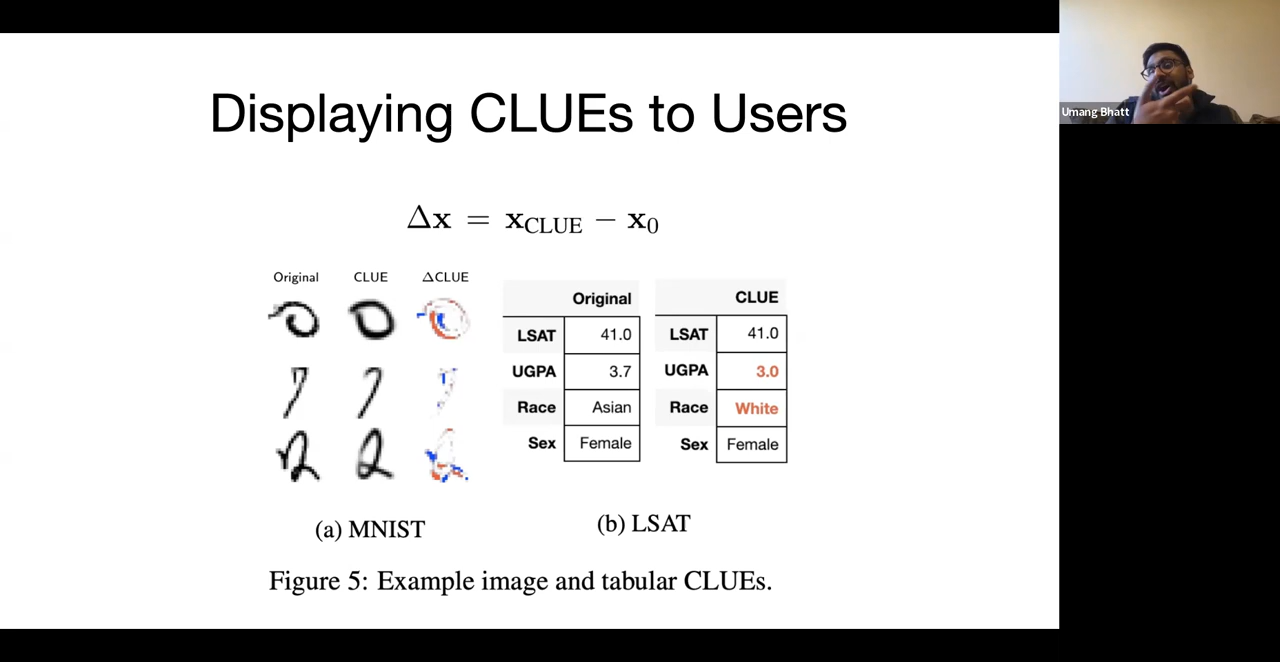 Displaying CLUEs to Users
Umang Bhatt
Δx = x_CLUE − x_0
Original CLUE ΔCLUE
Original
LSAT 41.0
UGPA 3.7
Race Asian
Sex Female
CLUE
LSAT 41.0
UGPA 3.0
Race White
Sex Female
(a) MNIST
(b) LSAT
Figure 5: Example image and tabular CLUEs.